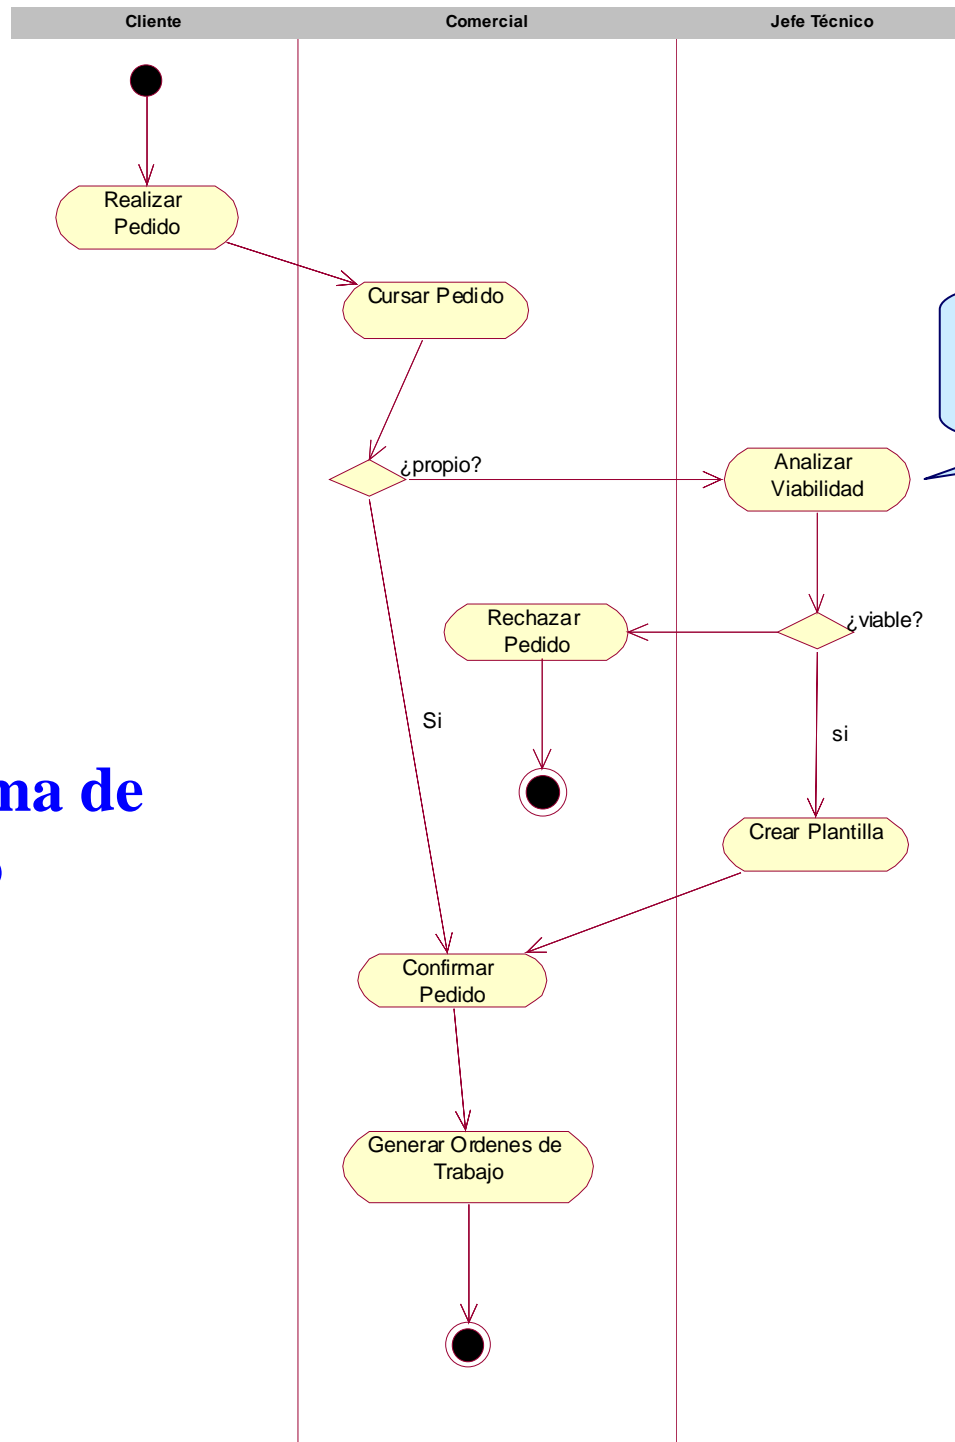 Cliente
Comercial
Jefe Técnico
Realizar
Pedido
Cursar Pedido
¿propio?
Analizar
Viabilidad
Rechazar
Pedido
¿viable?
Si
si
de
Crear Plantilla
Confirmar
Pedido
Generar Ordenes de
Trabajo